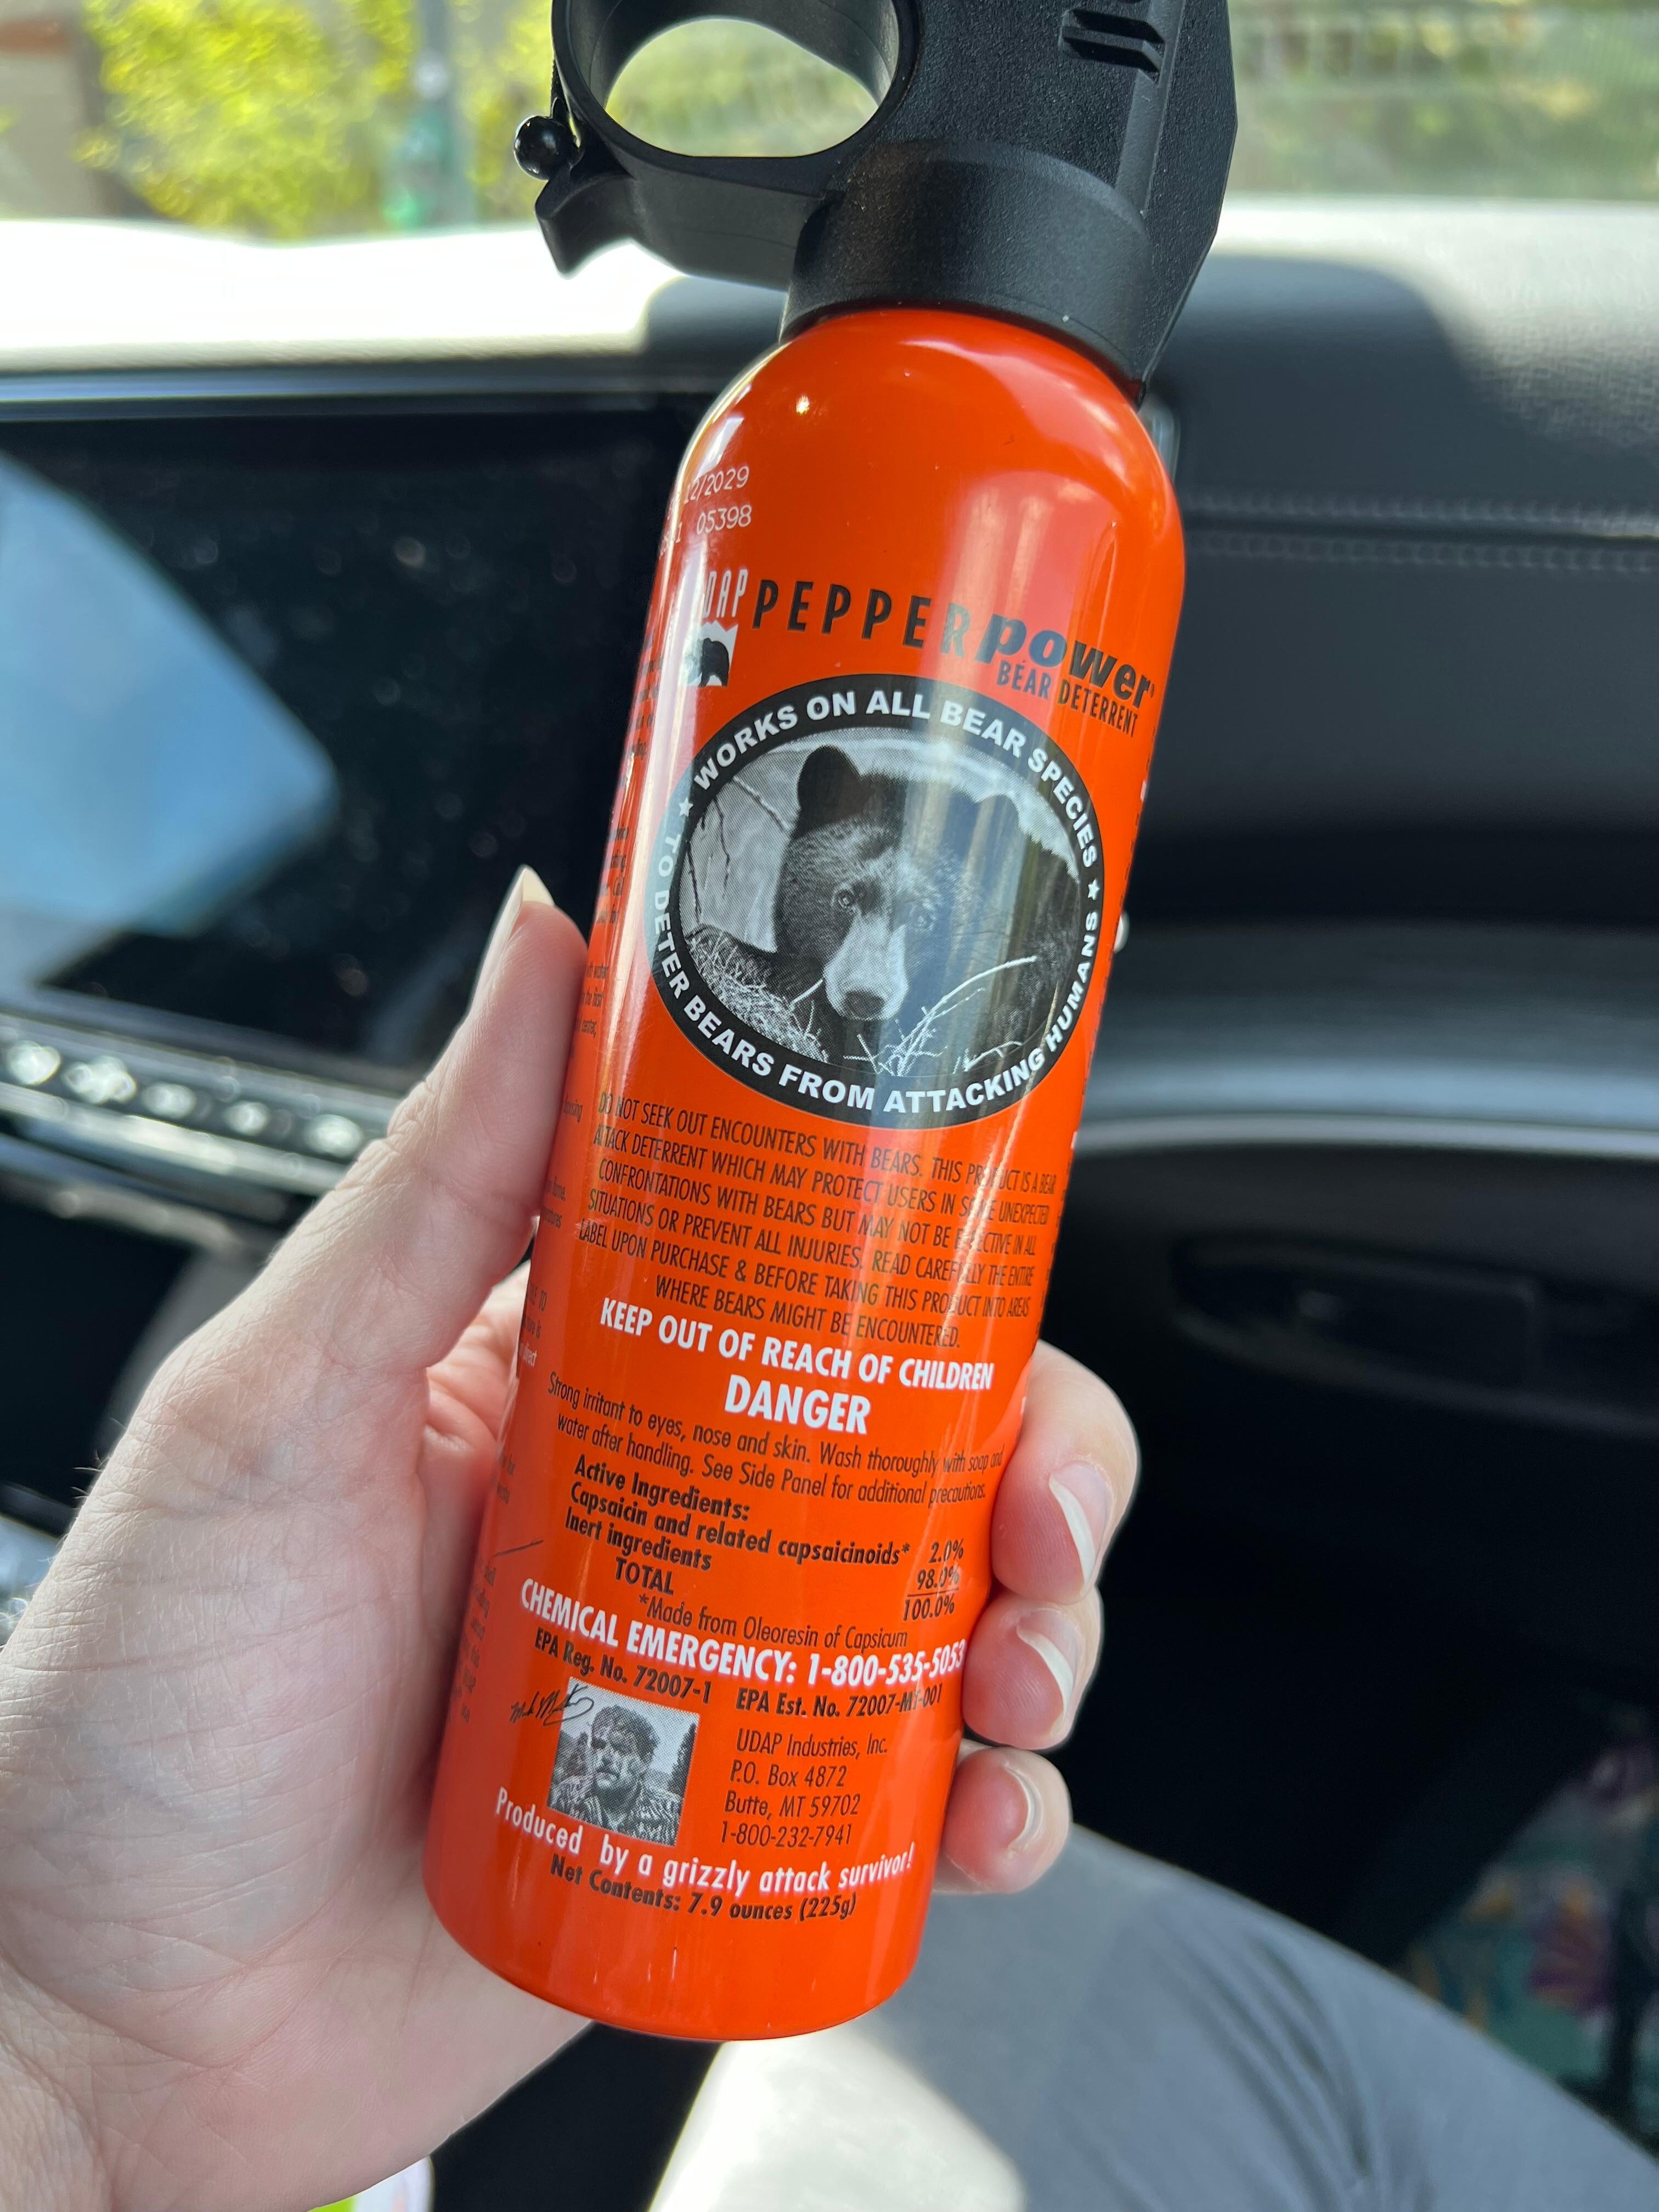 12/2029
05398
UDAP PEPPER power®
BEAR DETERRENT
★ WORKS ON ALL BEAR SPECIES ★
TO DETER BEARS FROM ATTACKING HUMANS
DO NOT SEEK OUT ENCOUNTERS WITH BEARS. THIS PRODUCT IS A BEAR
ATTACK DETERRENT WHICH MAY PROTECT USERS IN SOME UNEXPECTED
CONFRONTATIONS WITH BEARS BUT MAY NOT BE EFFECTIVE IN ALL
SITUATIONS OR PREVENT ALL INJURIES. READ CAREFULLY THE ENTIRE
LABEL UPON PURCHASE & BEFORE TAKING THIS PRODUCT INTO AREAS
WHERE BEARS MIGHT BE ENCOUNTERED.
KEEP OUT OF REACH OF CHILDREN
DANGER
Strong irritant to eyes, nose and skin. Wash thoroughly with soap and
water after handling. See Side Panel for additional precautions.
Active Ingredients:
Capsaicin and related capsaicinoids* 2.0%
Inert ingredients 98.0%
TOTAL 100.0%
*Made from Oleoresin of Capsicum
CHEMICAL EMERGENCY: 1-800-535-5053
EPA Reg. No. 72007-1 EPA Est. No. 72007-MT-001
UDAP Industries, Inc.
P.O. Box 4872
Butte, MT 59702
1-800-232-7941
Produced by a grizzly attack survivor!
Net Contents: 7.9 ounces (225g)